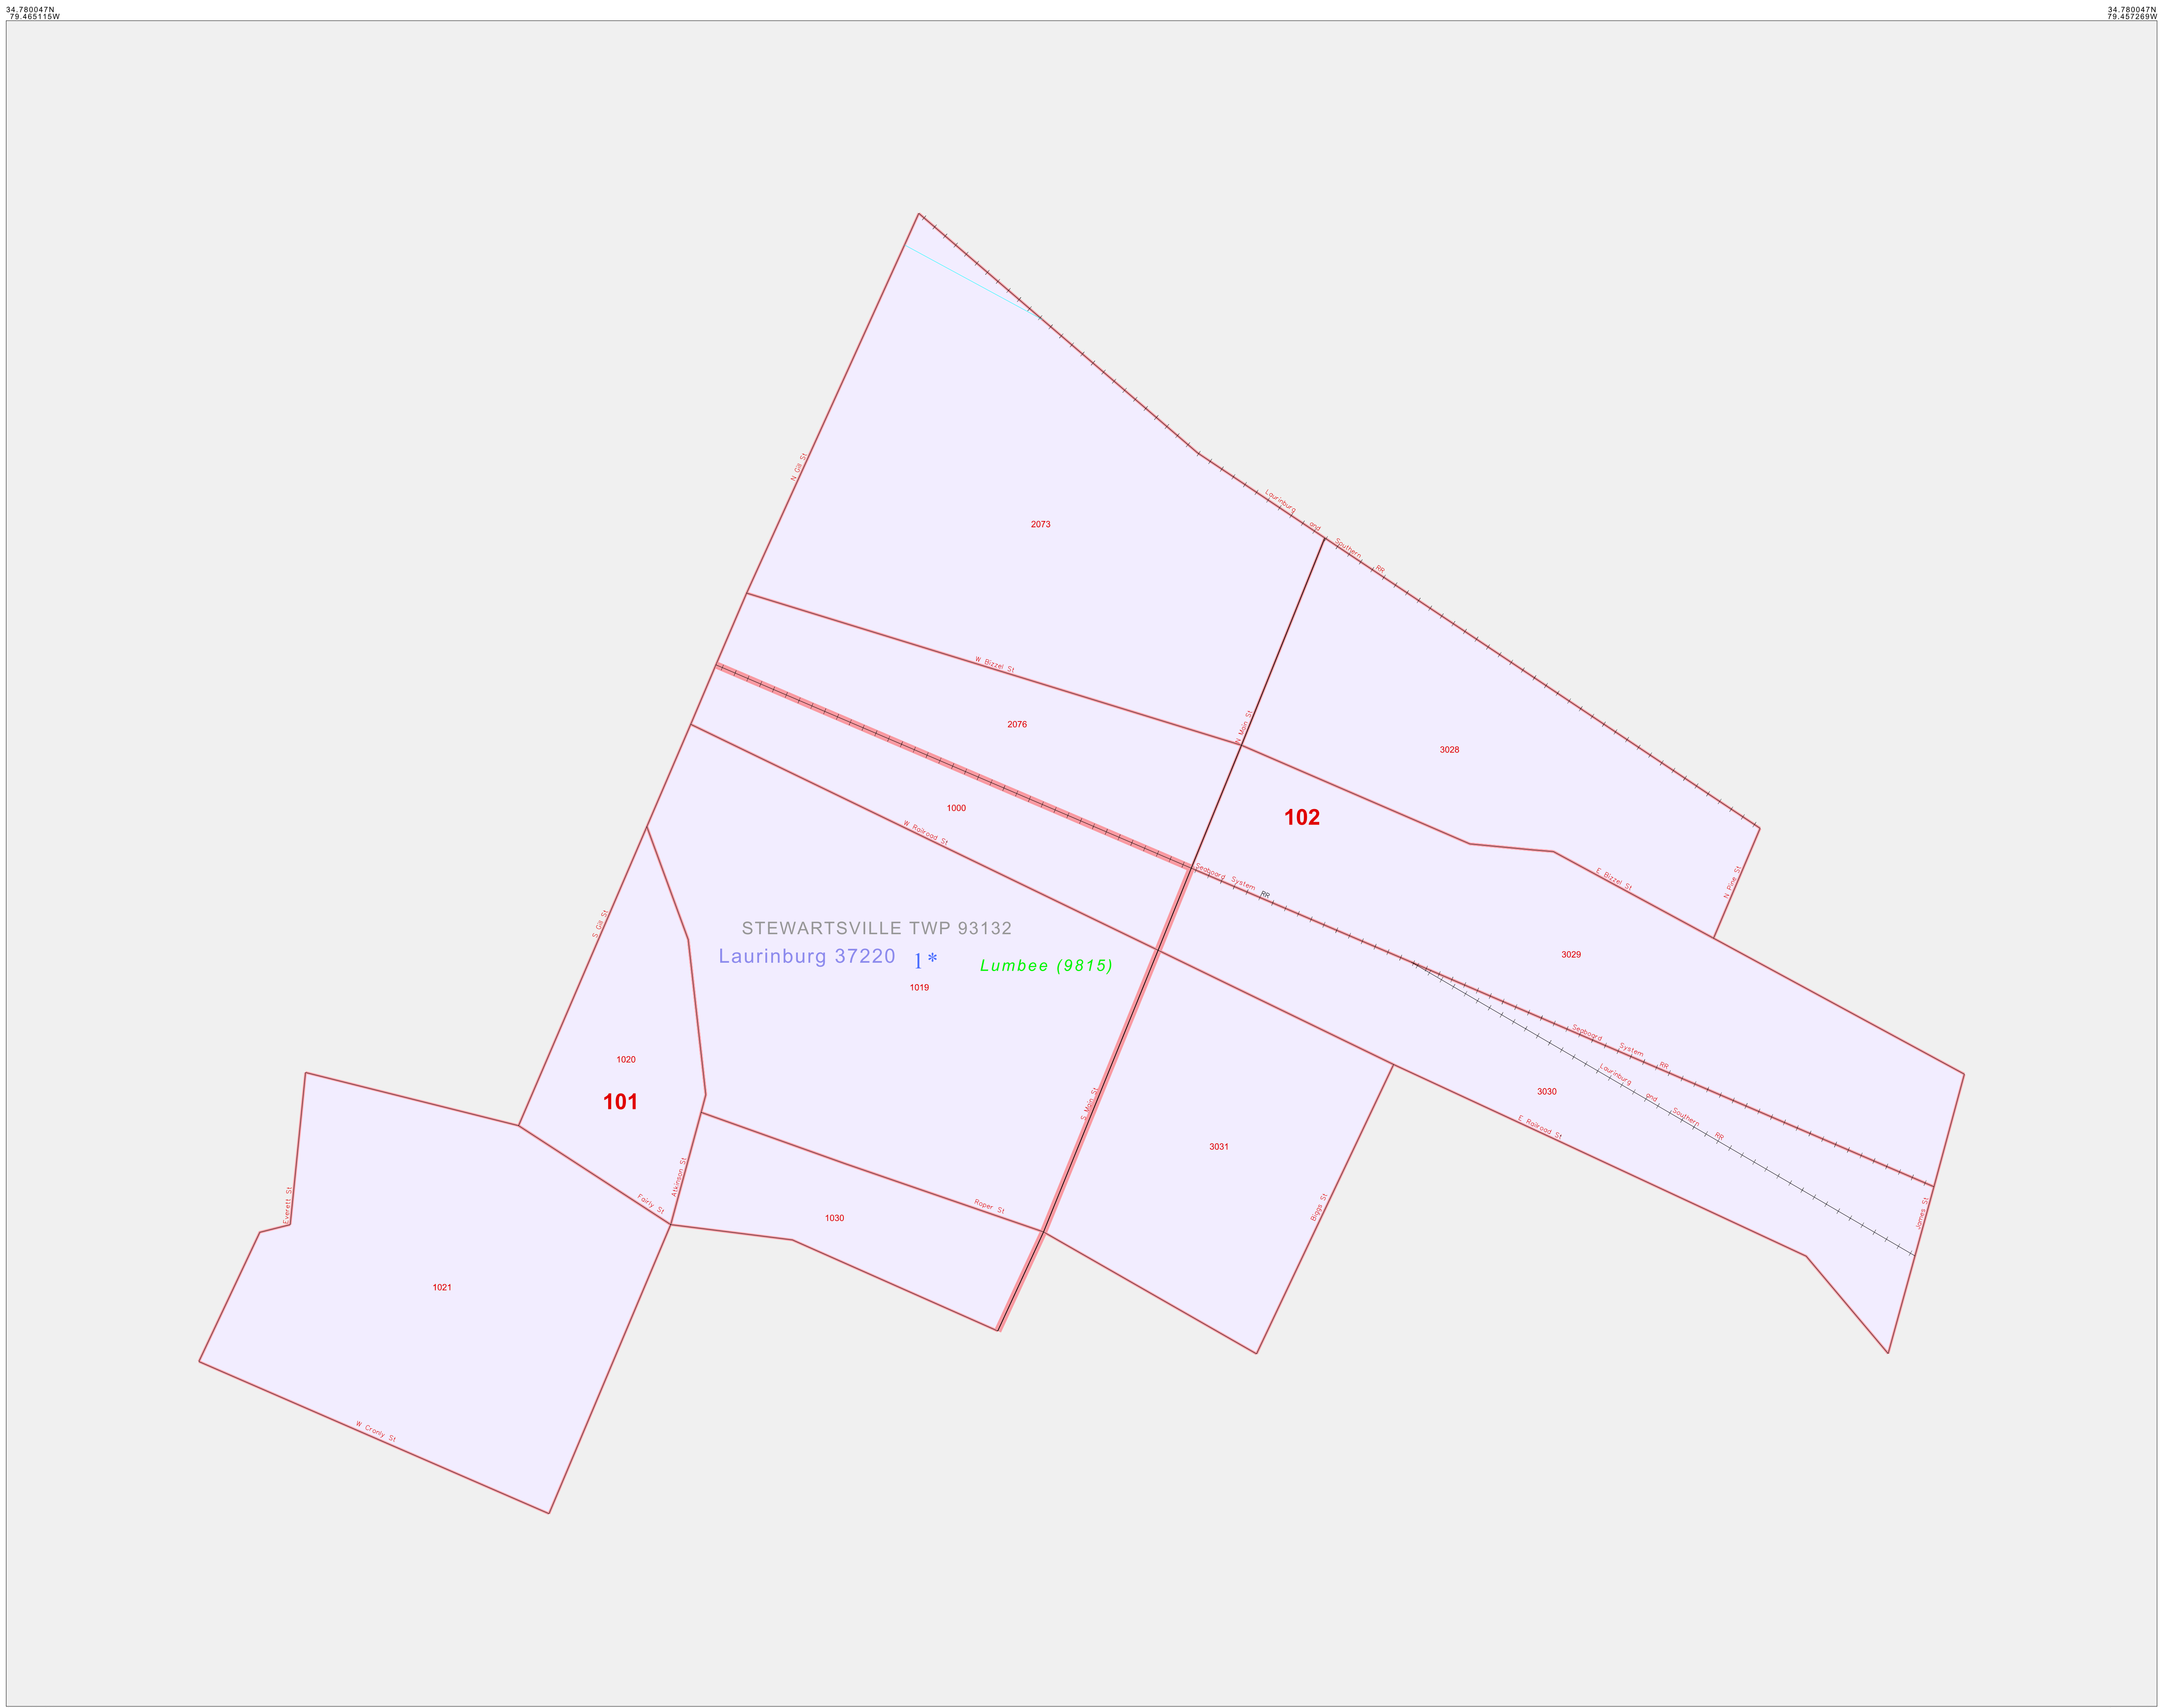 34.780047N
79.465115W
34.780047N
79.457269W
N Gill St
2073
Laurinburg and Southern RR
W Bizzel St
2076
N Main St
3028
1000
102
W Railroad St
Seaboard System RR
E Bizzel St
N Pine St
S Gill St
STEWARTSVILLE TWP 93132
Laurinburg 37220
1*
Lumbee (9815)
3029
1019
Seaboard System RR
1020
Laurinburg and Southern RR
3030
101
S Main St
E Railroad St
3031
Atkinson St
Everett St
Fairly St
Roper St
Biggs St
James St
1030
1021
W Cronly St